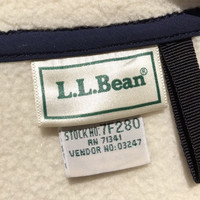 L.L.Bean
STOCK NO. 7F280
RN 71341
VENDOR NO: 03247